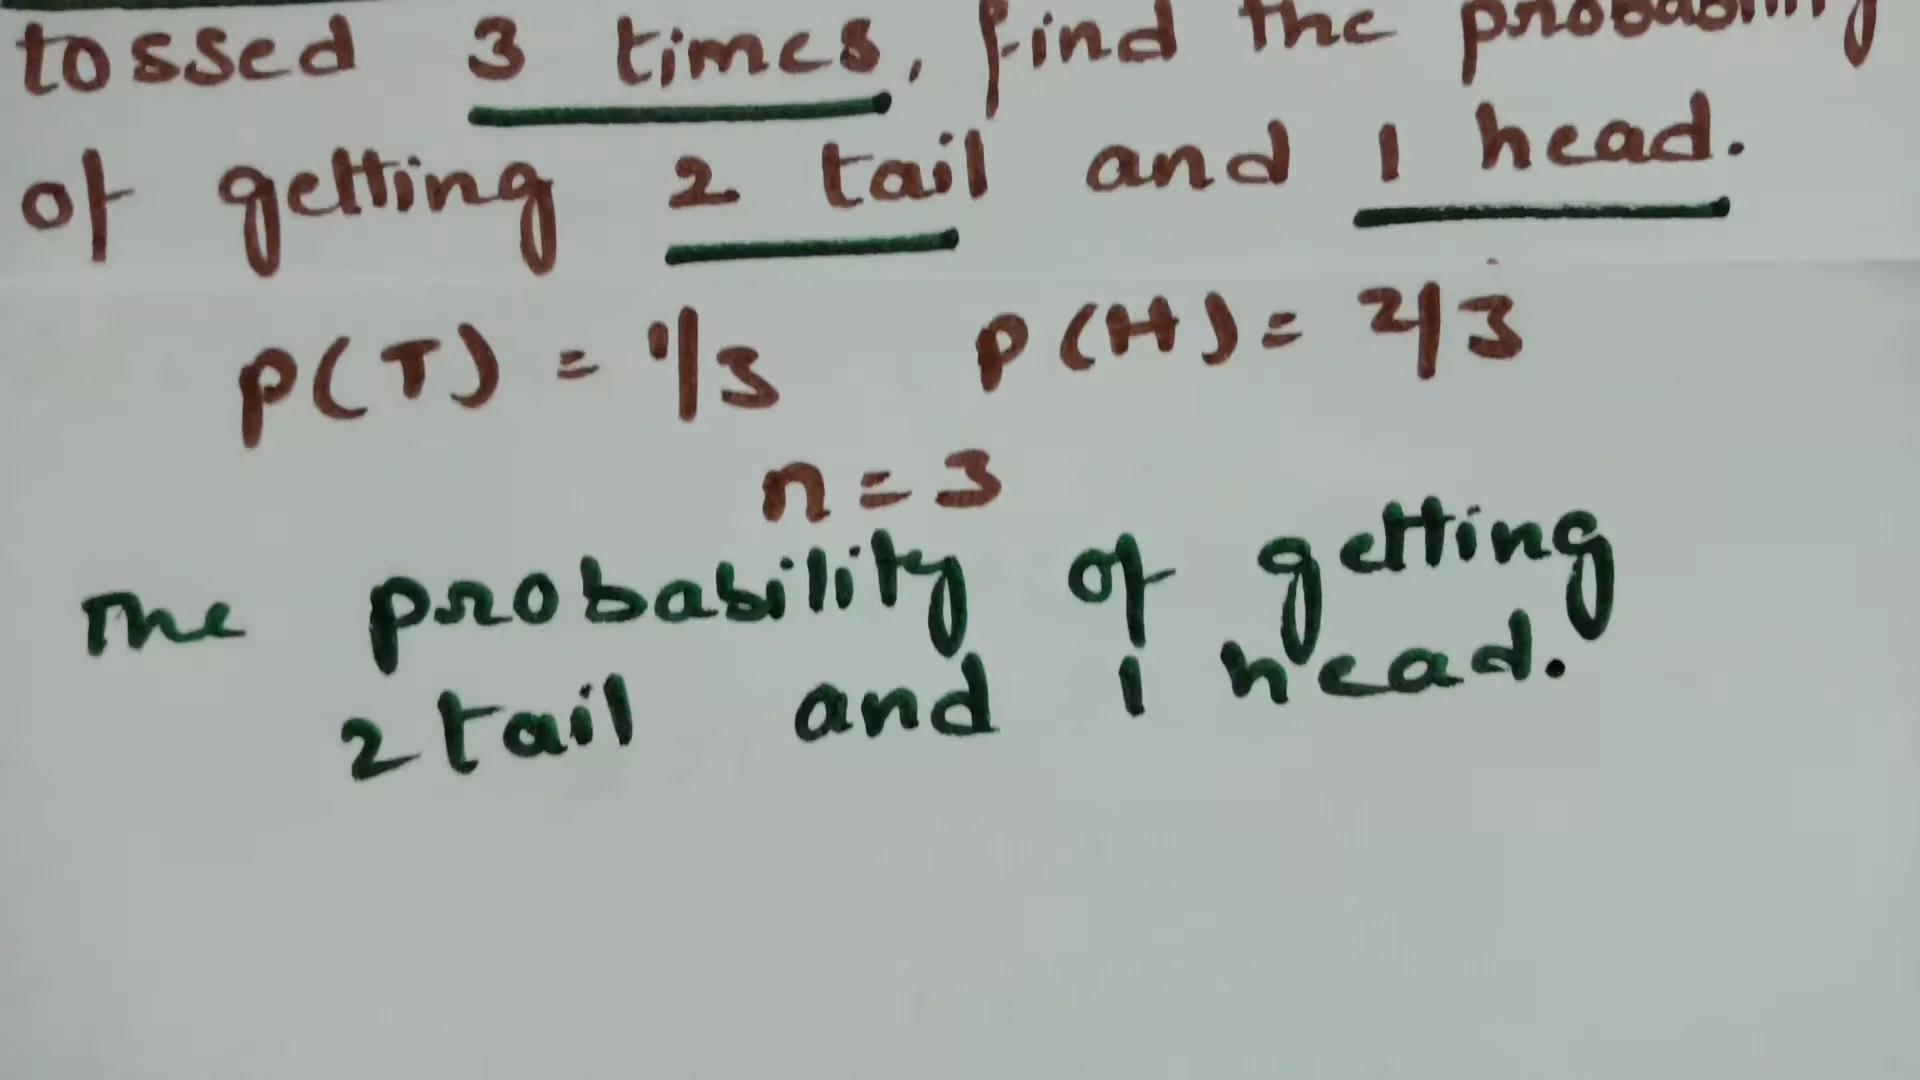 tossed 3 times, find the probability
of getting 2 tail and 1 head.
P(T) = 1/3 P(H) = 2/3
n = 3
The probability of getting
2 tail and 1 head.